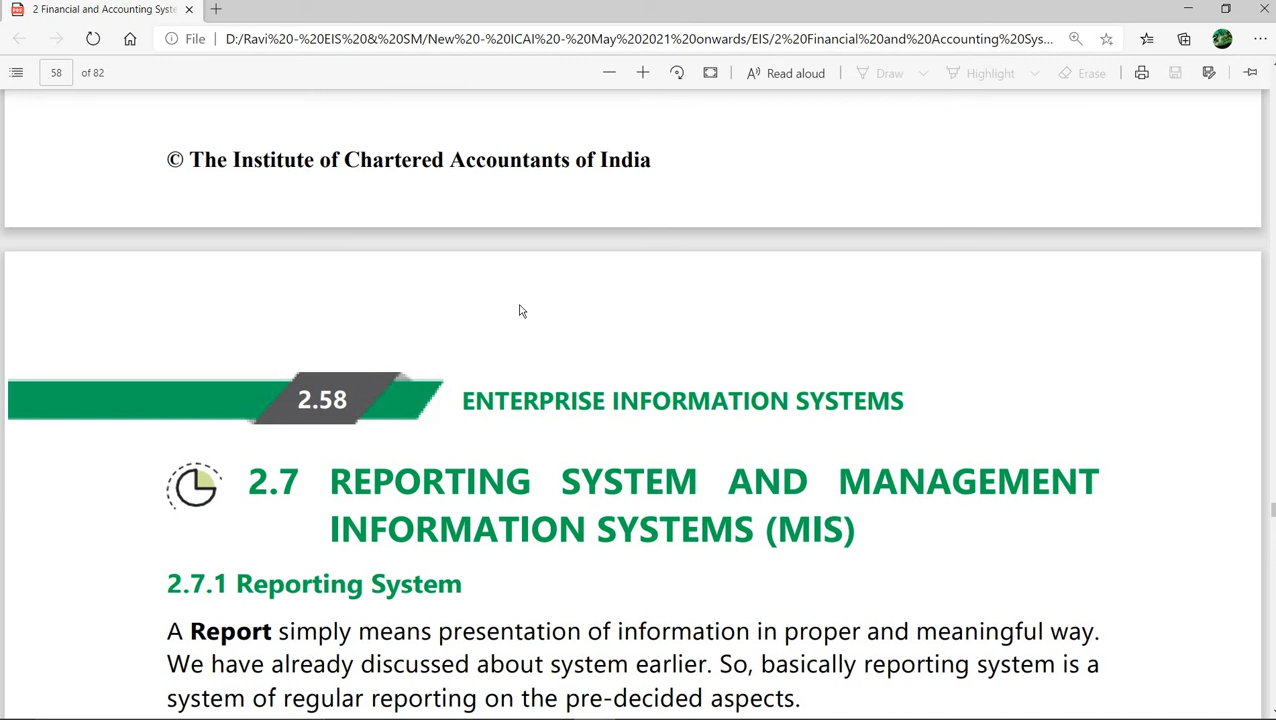 2 Financial and Accounting Syste
File D:/Ravi%20-%20EIS%20&%20SM/New%20-%20ICAI%20-%20May%202021%20onwards/EIS/2%20Financial%20and%20Accounting%20Sys...
58 of 82 Read aloud Draw Highlight Erase
© The Institute of Chartered Accountants of India
2.58 ENTERPRISE INFORMATION SYSTEMS
2.7 REPORTING SYSTEM AND MANAGEMENT
INFORMATION SYSTEMS (MIS)
2.7.1 Reporting System
A Report simply means presentation of information in proper and meaningful way.
We have already discussed about system earlier. So, basically reporting system is a
system of regular reporting on the pre-decided aspects.